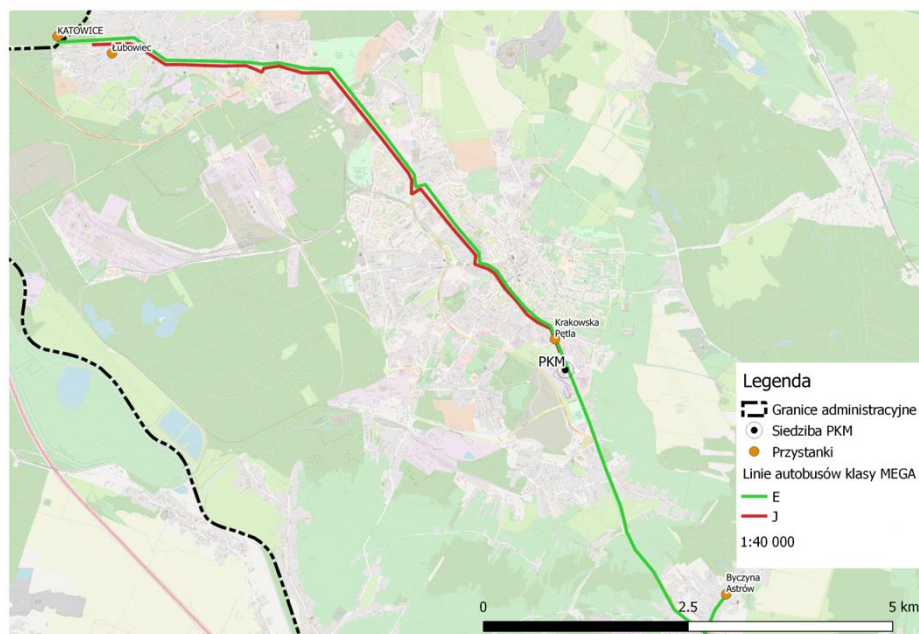 KATOWICE
Łubowiec
Krakowska
Pętla
PKM
Legenda
Granice administracyjne
Siedziba PKM
Przystanki
Linie autobusów klasy MEGA
E
J
1:40 000
Byczyna
Astrów
0
2.5
5 km